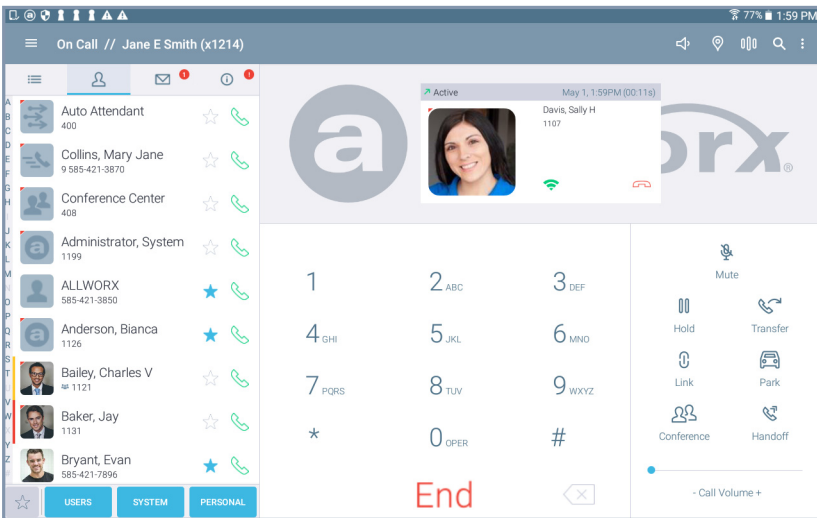 77% 1:59 PM
On Call // Jane E Smith (x1214)
1
1
A
B
C
D
E
F
G
H
I
J
K
L
M
N
O
P
Q
R
S
T
U
V
W
X
Y
Z
#
Auto Attendant
400
Collins, Mary Jane
9 585-421-3870
Conference Center
408
Administrator, System
1199
ALLWORX
585-421-3850
Anderson, Bianca
1126
Bailey, Charles V
1121
Baker, Jay
1131
Bryant, Evan
585-421-7896
USERS SYSTEM PERSONAL
a orx®
Active May 1, 1:59PM (00:11s)
Davis, Sally H
1107
1 2 ABC 3 DEF
4 GHI 5 JKL 6 MNO
7 PQRS 8 TUV 9 WXYZ
* 0 OPER #
End
Mute
Hold Transfer
Link Park
Conference Handoff
- Call Volume +